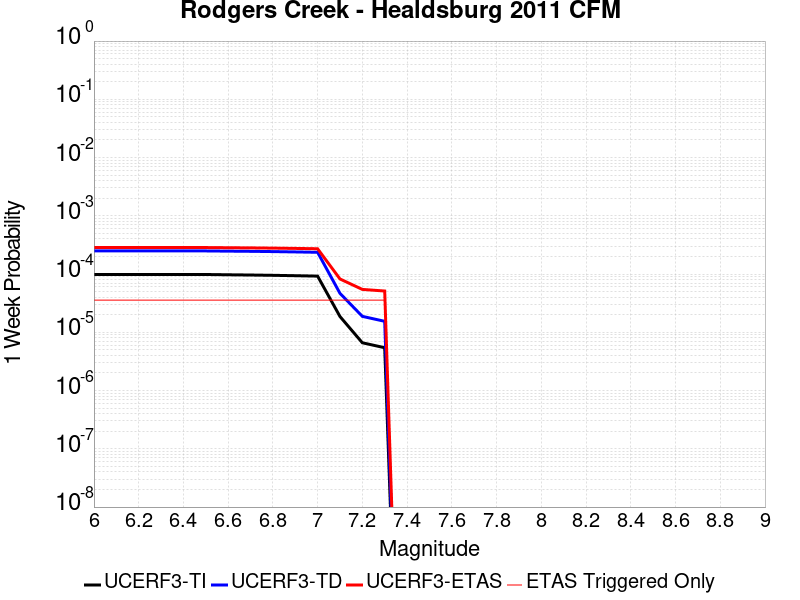 Rodgers Creek - Healdsburg 2011 CFM
10^0
10^-1
10^-2
10^-3
10^-4
10^-5
10^-6
10^-7
10^-8
1 Week Probability
6 6.2 6.4 6.6 6.8 7 7.2 7.4 7.6 7.8 8 8.2 8.4 8.6 8.8 9
Magnitude
UCERF3-TI UCERF3-TD UCERF3-ETAS ETAS Triggered Only